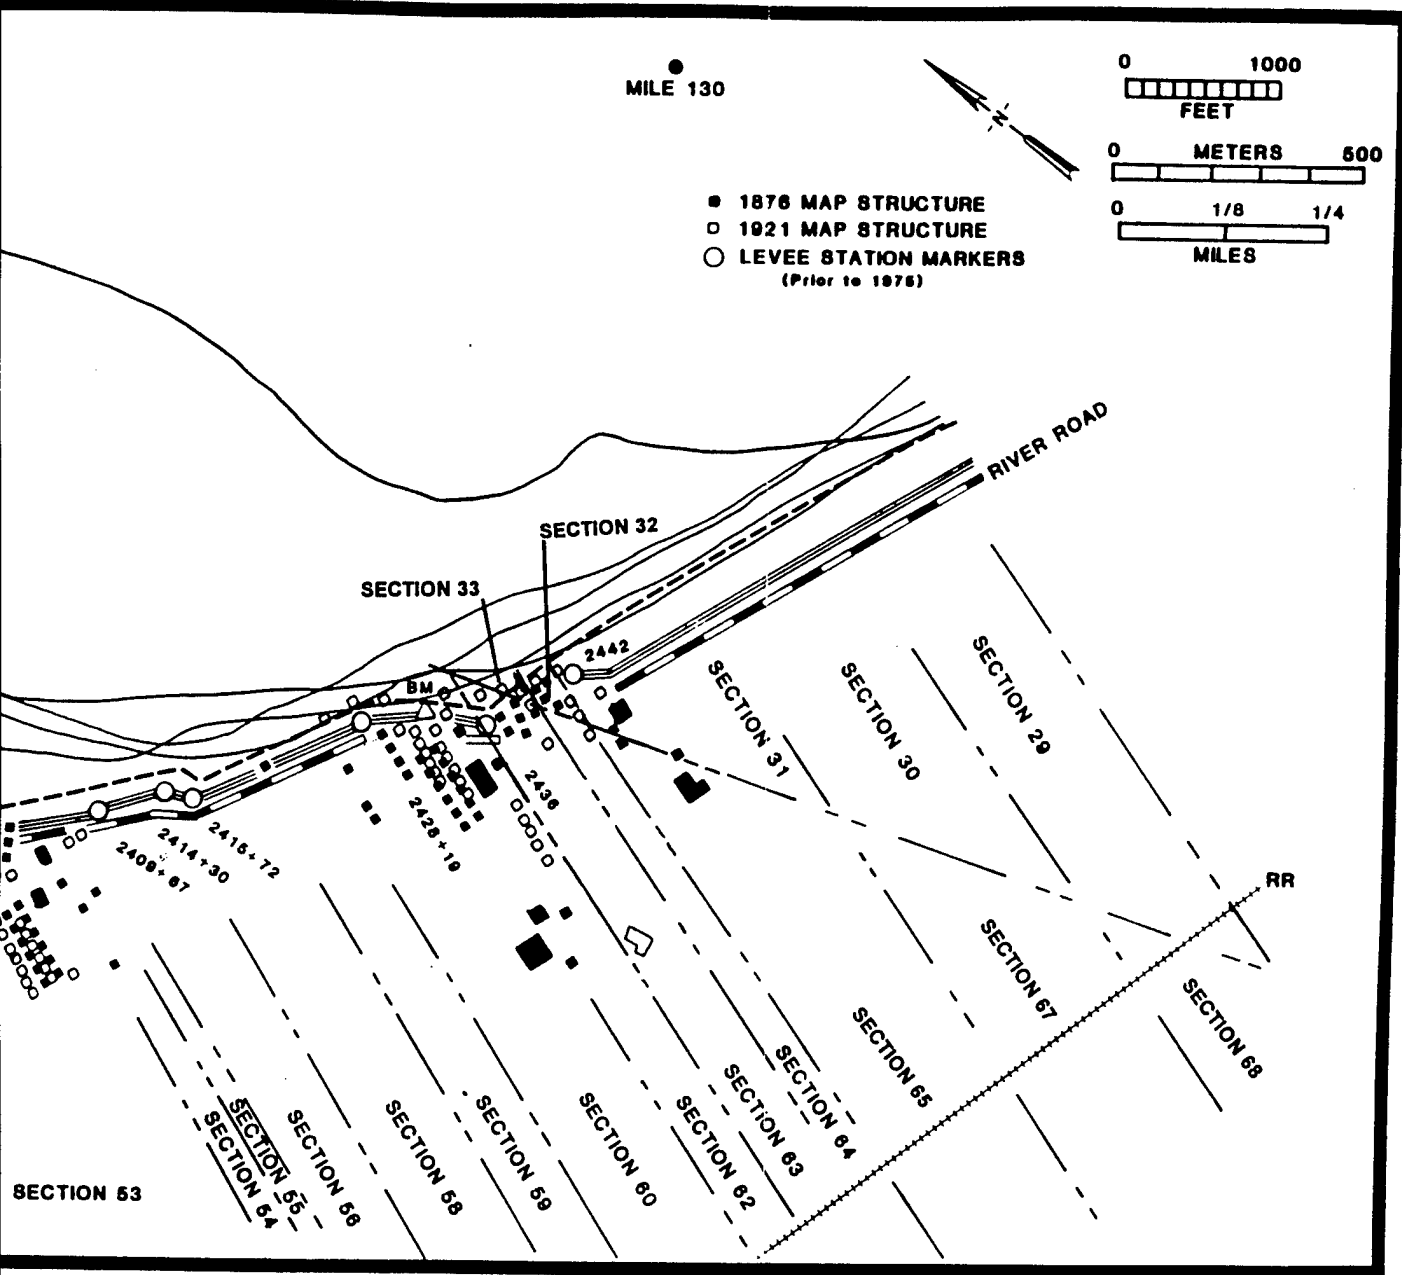 MILE 130
N
0 1000
FEET
0 METERS 500
0 1/8 1/4
MILES
1876 MAP STRUCTURE
1921 MAP STRUCTURE
LEVEE STATION MARKERS
(Prior to 1975)
RIVER ROAD
SECTION 32
SECTION 33
2442
BM
SECTION 31
SECTION 30
SECTION 29
2436
2428+19
2415+72
2414+30
2409+67
RR
SECTION 67
SECTION 68
SECTION 65
SECTION 64
SECTION 63
SECTION 62
SECTION 60
SECTION 59
SECTION 58
SECTION 56
SECTION 55
SECTION 54
SECTION 53